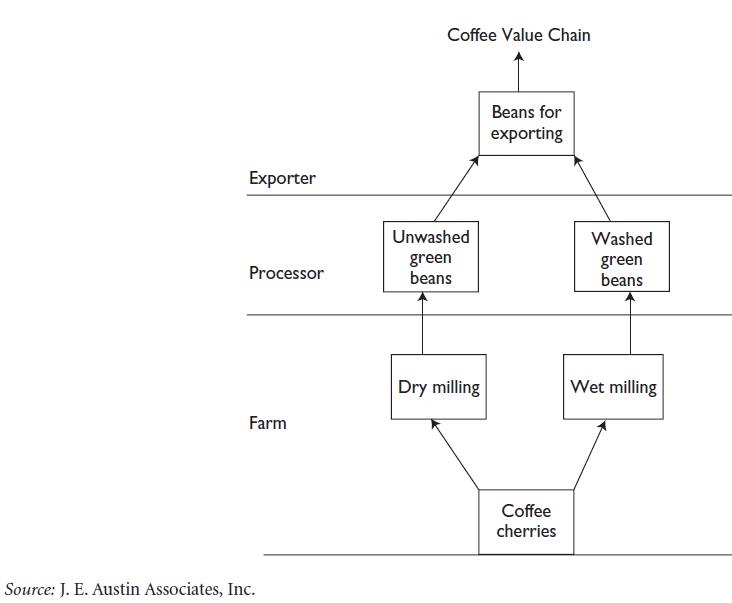 Coffee Value Chain
Beans for
exporting
Exporter
Unwashed
green
beans
Washed
green
beans
Processor
Dry milling
Wet milling
Farm
Coffee
cherries
Source: J. E. Austin Associates, Inc.